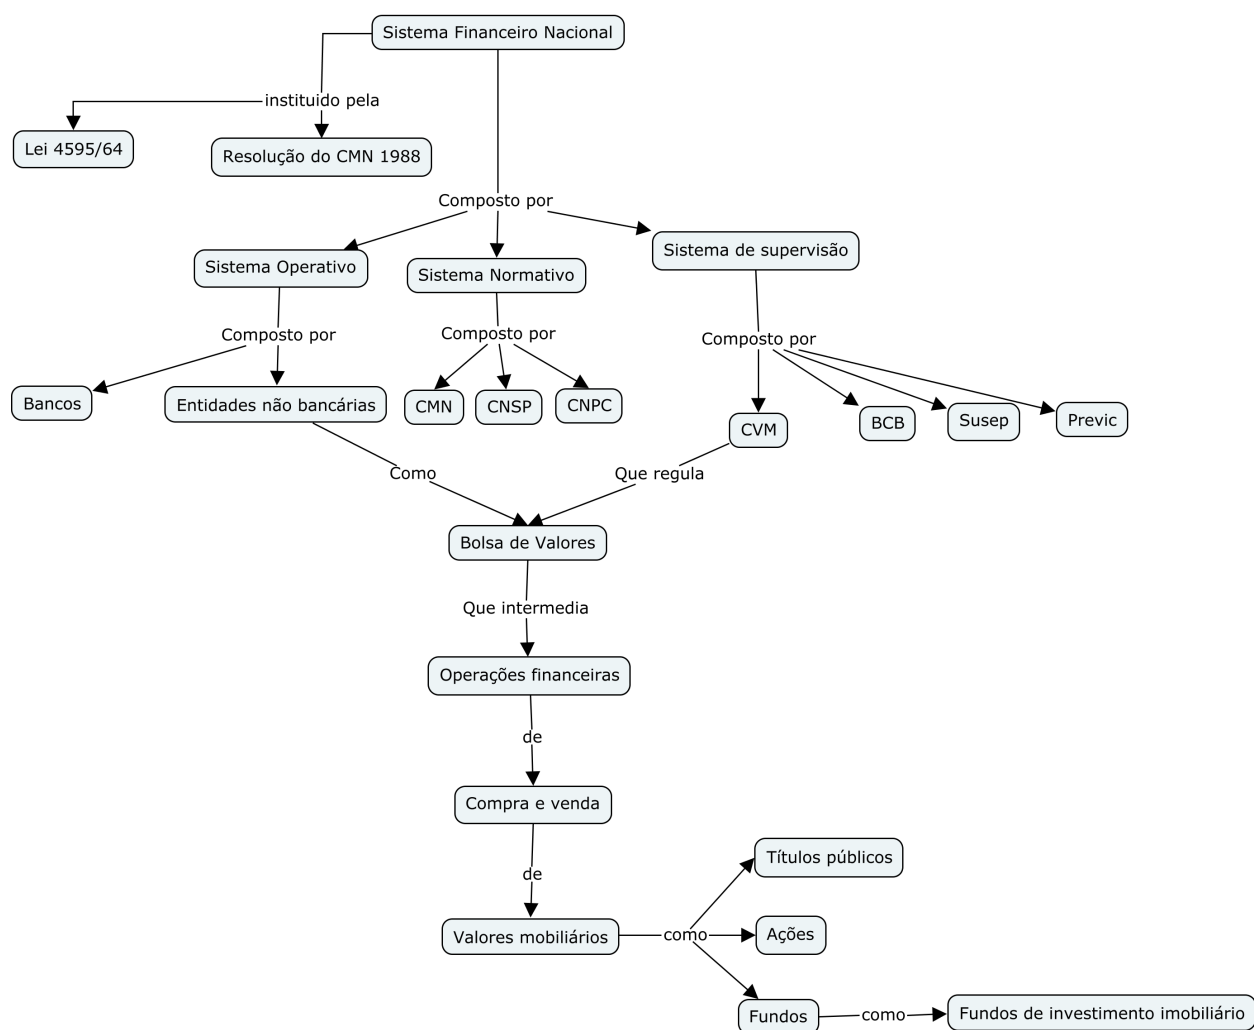 Sistema Financeiro Nacional
instituido pela
Lei 4595/64
Resolução do CMN 1988
Composto por
Sistema Operativo
Sistema Normativo
Sistema de supervisão
Composto por
Composto por
Composto por
Bancos
Entidades não bancárias
CMN
CNSP
CNPC
CVM
BCB
Susep
Previc
Como
Que regula
Bolsa de Valores
Que intermedia
Operações financeiras
de
Compra e venda
de
Valores mobiliários
como
Títulos públicos
Ações
Fundos
como
Fundos de investimento imobiliário